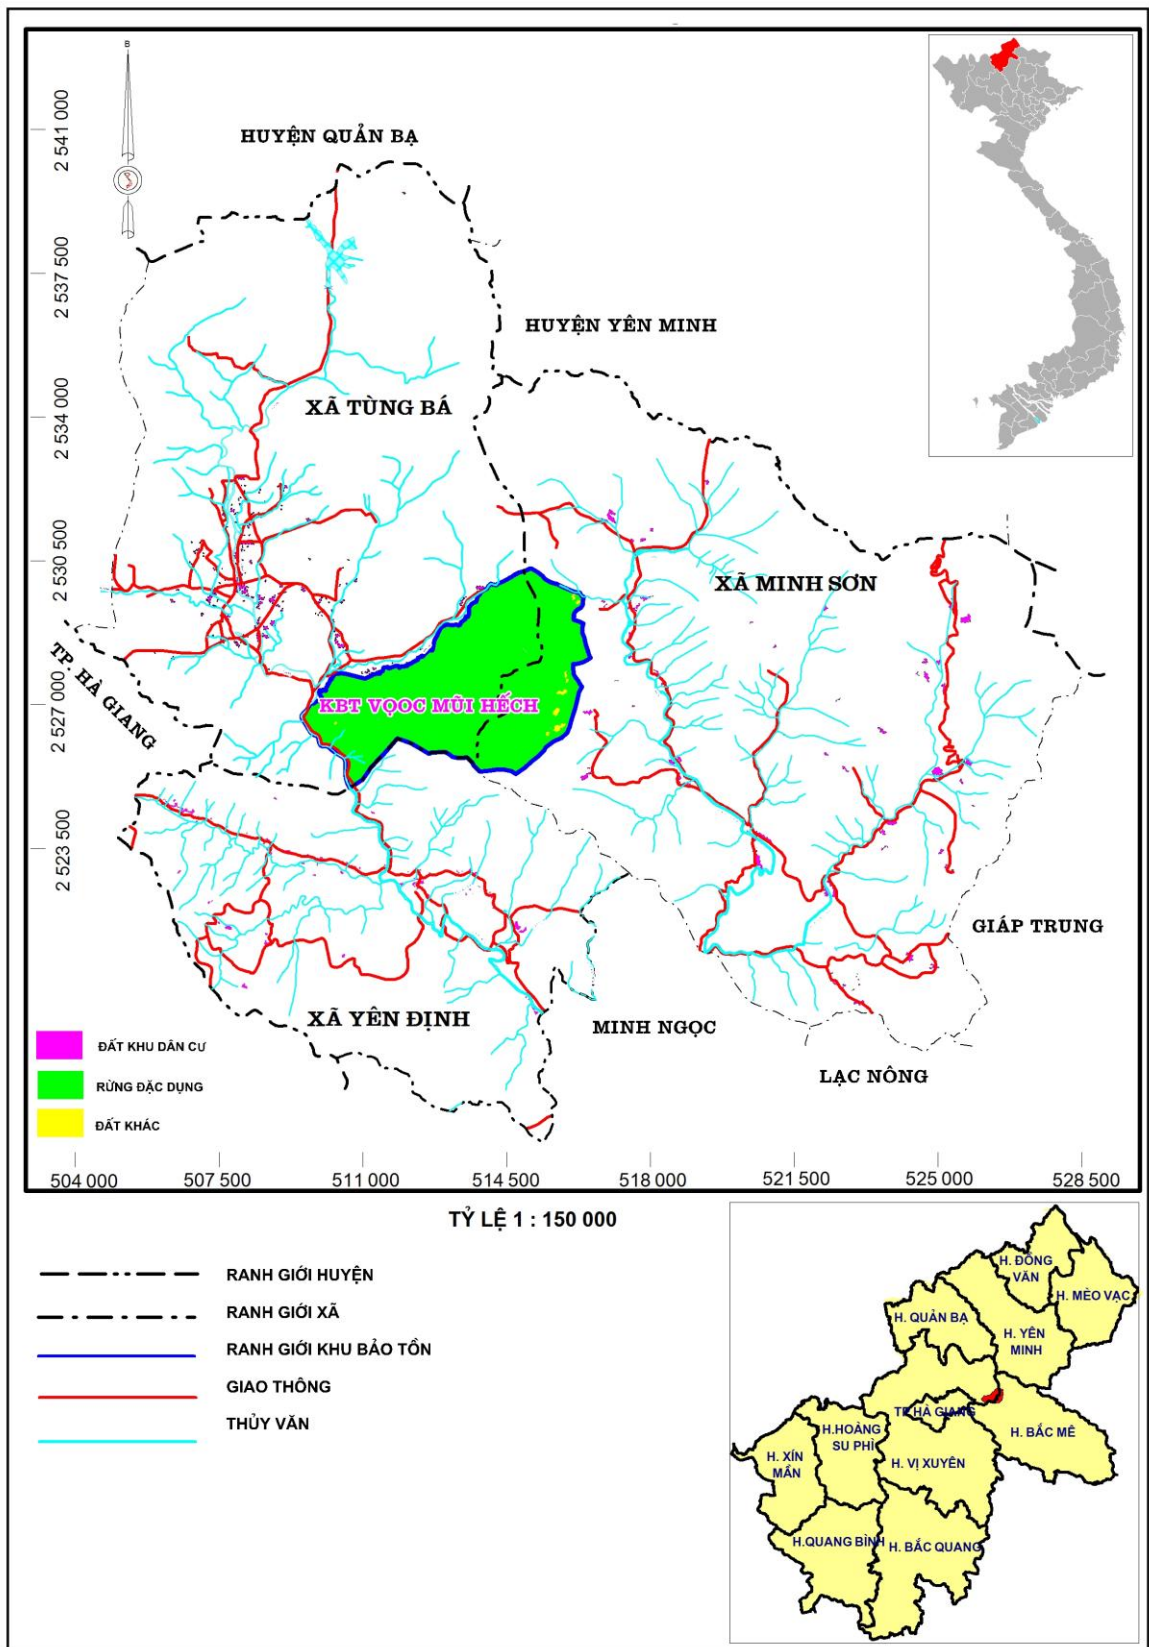 B
2 541 000
2 537 500
2 534 000
2 530 500
2 527 000
2 523 500
HUYỆN QUẢN BẠ
HUYỆN YÊN MINH
XÃ TÙNG BÁ
XÃ MINH SƠN
TP. HÀ GIANG
KBT VỌOC MŨI HẾCH
GIÁP TRUNG
XÃ YÊN ĐỊNH
MINH NGỌC
LẠC NÔNG
ĐẤT KHU DÂN CƯ
RỪNG ĐẶC DỤNG
ĐẤT KHÁC
504 000
507 500
511 000
514 500
518 000
521 500
525 000
528 500
TỶ LỆ 1 : 150 000
RANH GIỚI HUYỆN
RANH GIỚI XÃ
RANH GIỚI KHU BẢO TỒN
GIAO THÔNG
THỦY VĂN
H. ĐỒNG
VĂN
H. MÈO VẠC
H. QUẢN BẠ
H. YÊN
MINH
TP. HÀ GIANG
H. BẮC MÊ
H.HOÀNG
SU PHÌ
H. XÍN
MẦN
H. VỊ XUYÊN
H.QUANG BÌNH
H. BẮC QUANG